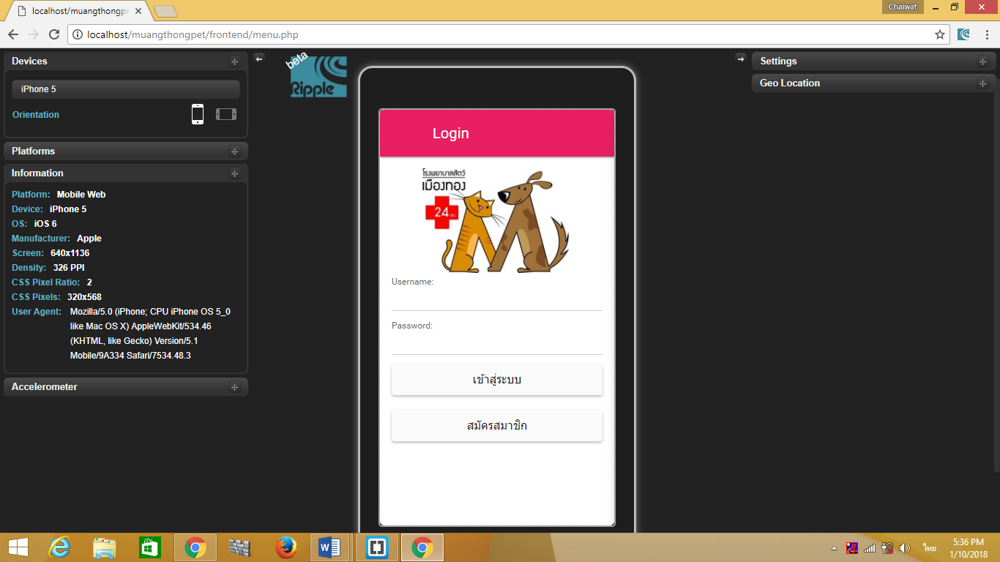 localhost/muangthongpe
Chaiwat
localhost/muangthongpet/frontend/menu.php
Devices
iPhone 5
Orientation
Platforms
Information
Platform: Mobile Web
Device: iPhone 5
OS: iOS 6
Manufacturer: Apple
Screen: 640x1136
Density: 326 PPI
CSS Pixel Ratio: 2
CSS Pixels: 320x568
User Agent: Mozilla/5.0 (iPhone; CPU iPhone OS 5_0
like Mac OS X) AppleWebKit/534.46
(KHTML, like Gecko) Version/5.1
Mobile/9A334 Safari/7534.48.3
Accelerometer
beta
Ripple
Login
โรงพยาบาลสัตว์
เมืองทอง
24 ชม.
Username:
Password:
เข้าสู่ระบบ
สมัครสมาชิก
Settings
Geo Location
ไทย
5:36 PM
1/10/2018